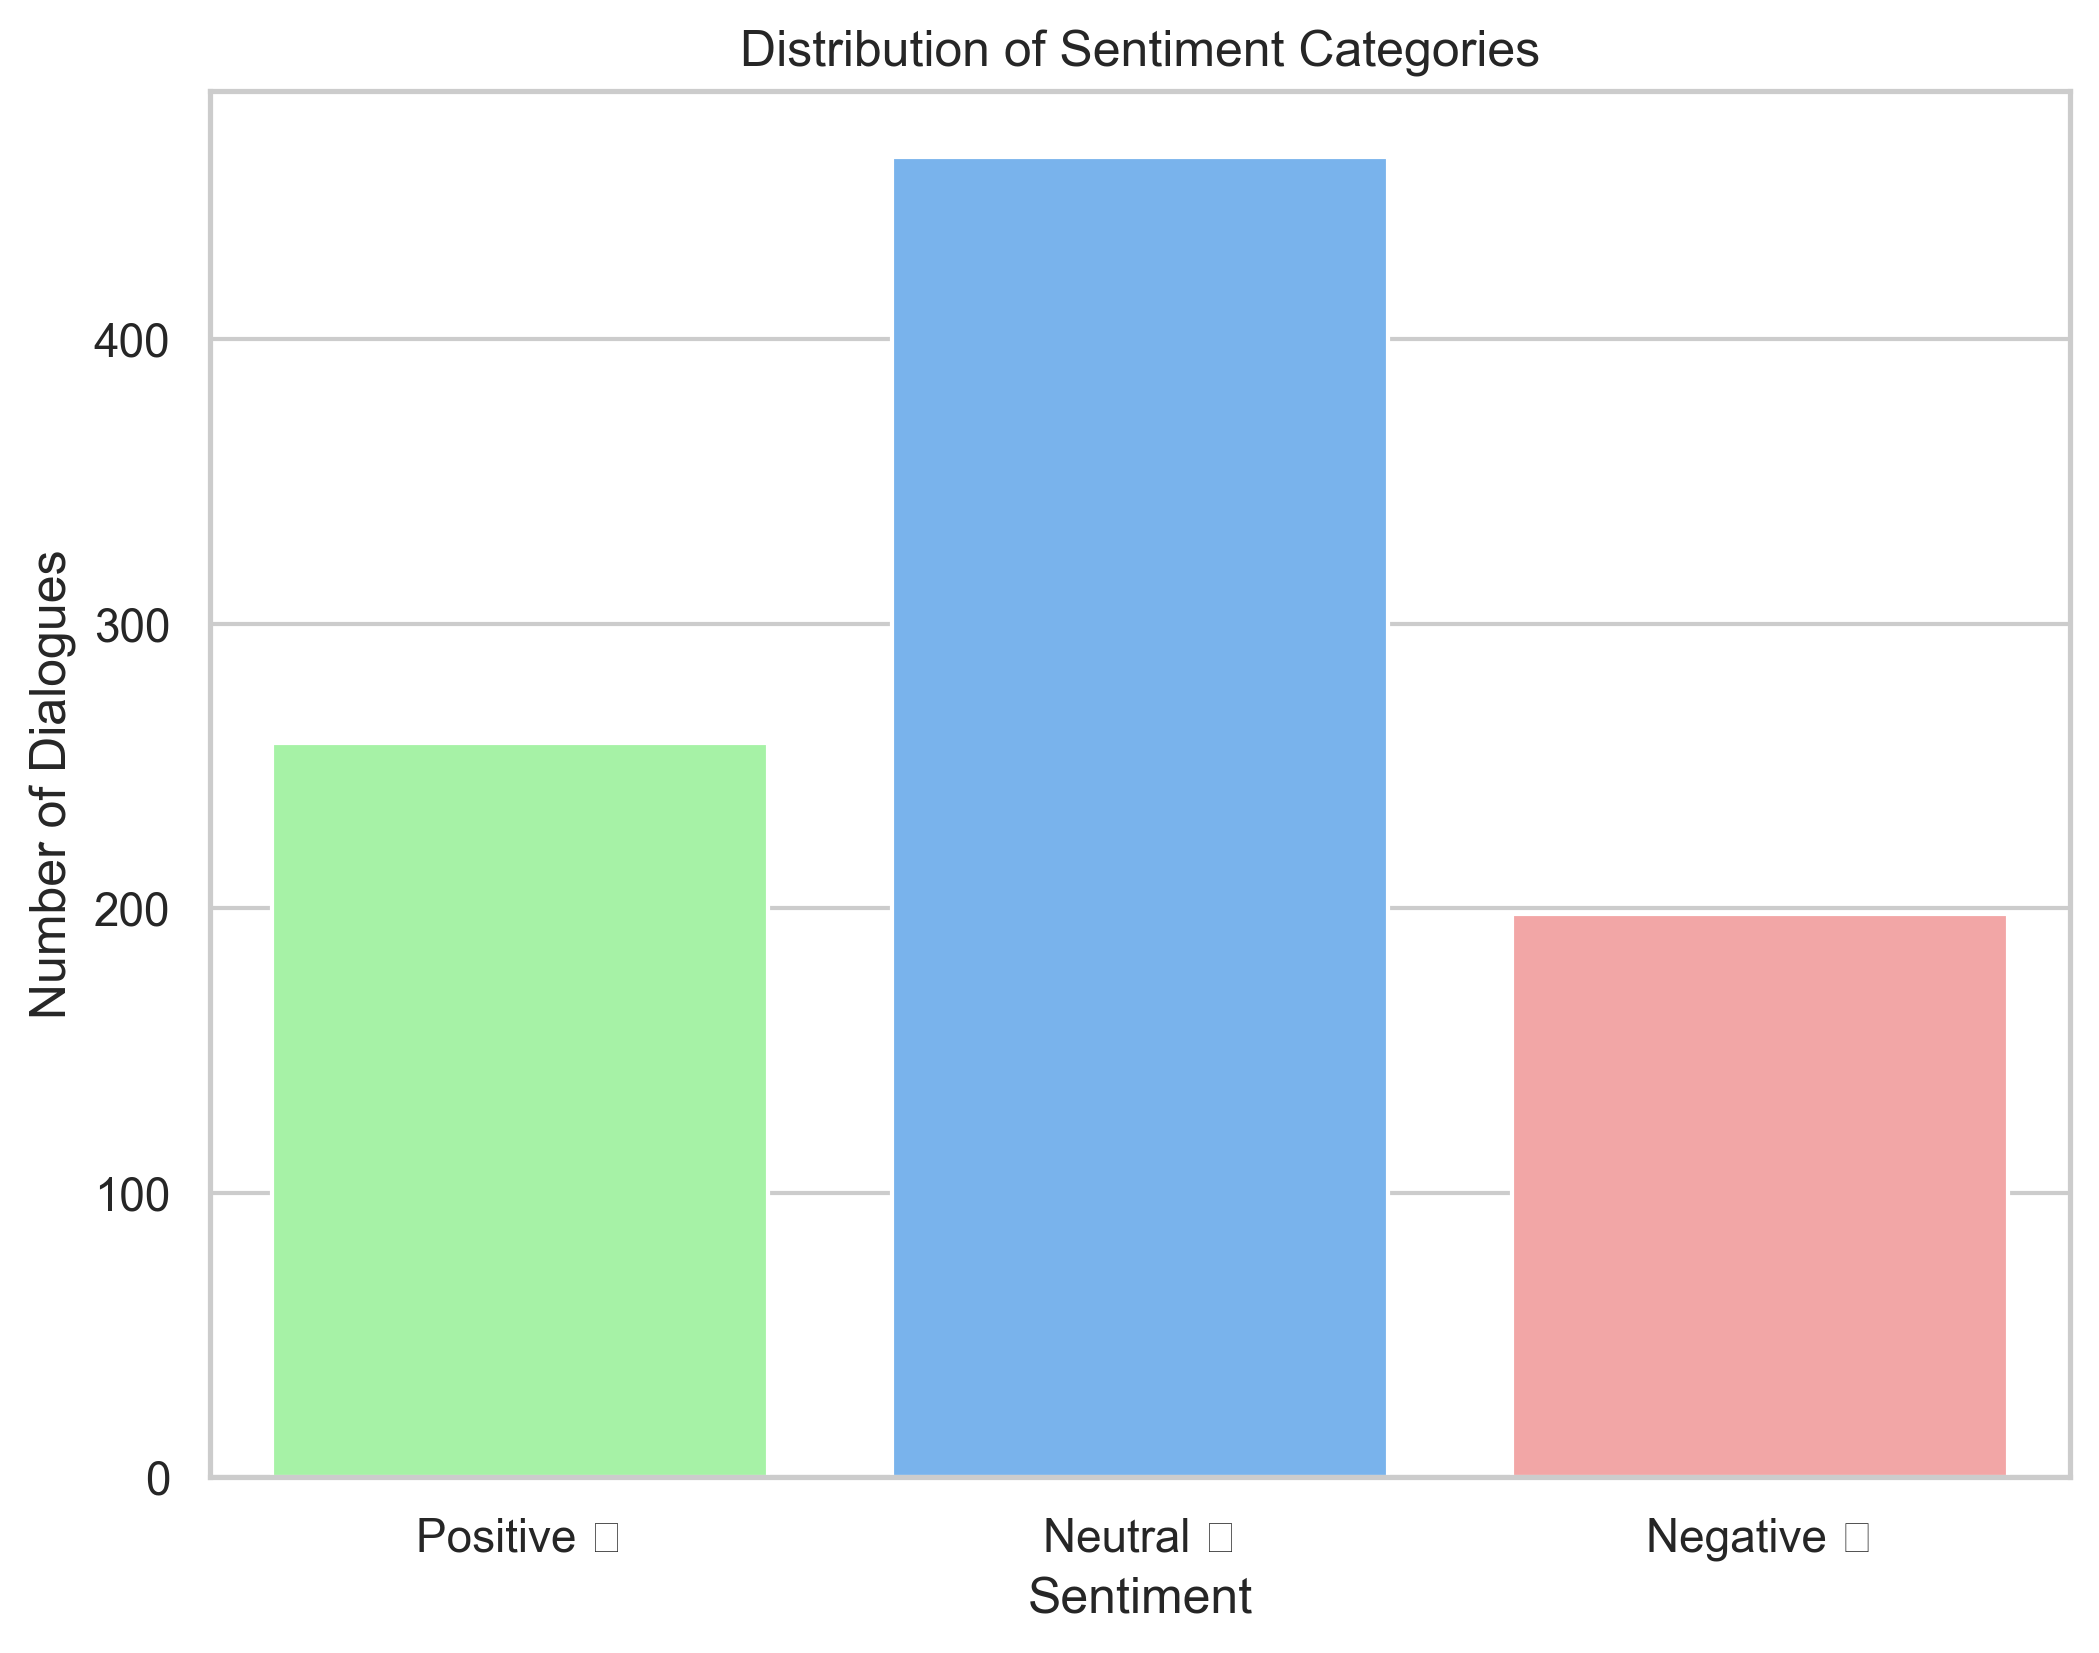 Distribution of Sentiment Categories
Number of Dialogues
400
300
200
100
0
Positive □
Neutral □
Negative □
Sentiment